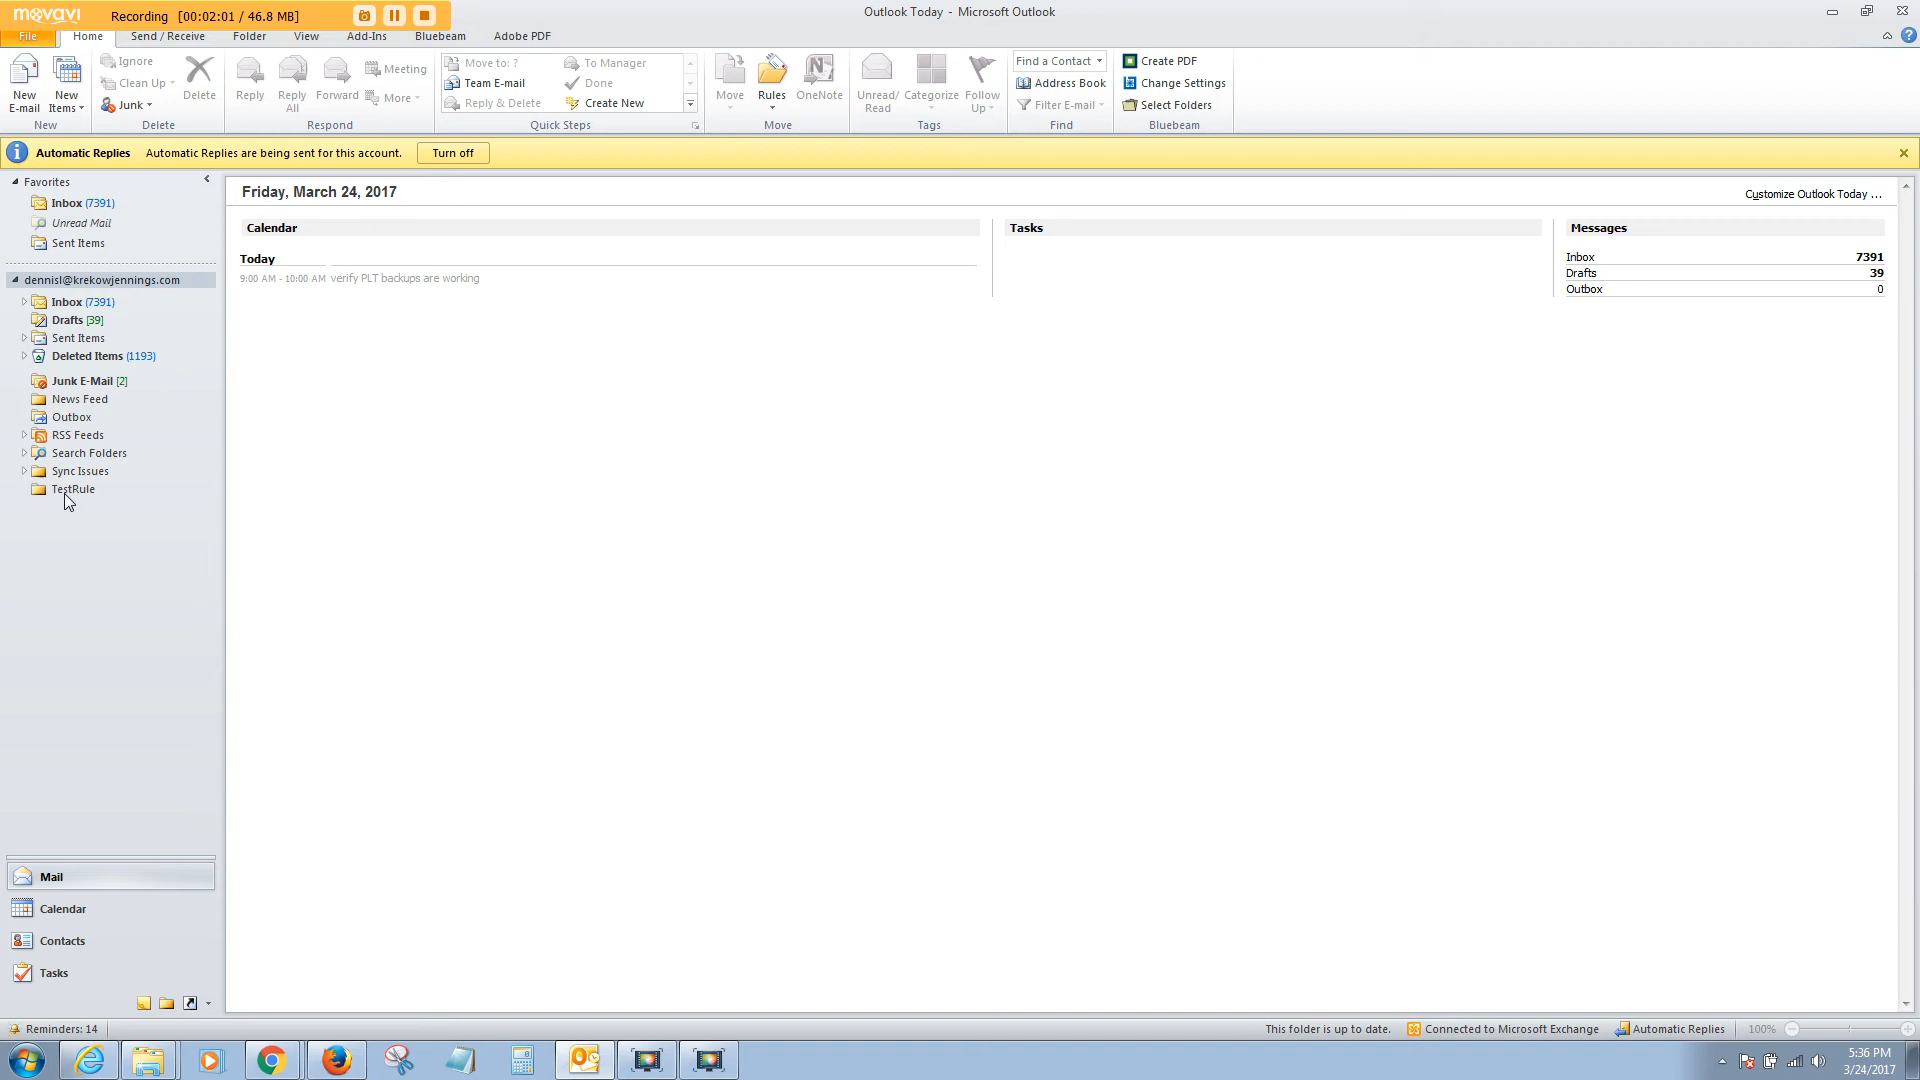 movavi Recording [00:02:01 / 46.8 MB]
Outlook Today - Microsoft Outlook
File Home Send / Receive Folder View Add-Ins Bluebeam Adobe PDF
New E-mail
New Items
New
Ignore
Clean Up
Junk
Delete
Delete
Reply
Reply All
Forward
Meeting
More
Respond
Move to: ?
Team E-mail
Reply & Delete
To Manager
Done
Create New
Quick Steps
Move
Rules
OneNote
Move
Unread/ Read
Categorize
Follow Up
Tags
Find a Contact
Address Book
Filter E-mail
Find
Create PDF
Change Settings
Select Folders
Bluebeam
Automatic Replies Automatic Replies are being sent for this account. Turn off
Favorites
Inbox (7391)
Unread Mail
Sent Items
dennisl@krekowjennings.com
Inbox (7391)
Drafts [39]
Sent Items
Deleted Items (1193)
Junk E-Mail [2]
News Feed
Outbox
RSS Feeds
Search Folders
Sync Issues
TestRule
Mail
Calendar
Contacts
Tasks
Friday, March 24, 2017
Customize Outlook Today ...
Calendar
Today
9:00 AM - 10:00 AM verify PLT backups are working
Tasks
Messages
Inbox 7391
Drafts 39
Outbox 0
Reminders: 14
This folder is up to date. Connected to Microsoft Exchange Automatic Replies 100%
5:36 PM
3/24/2017